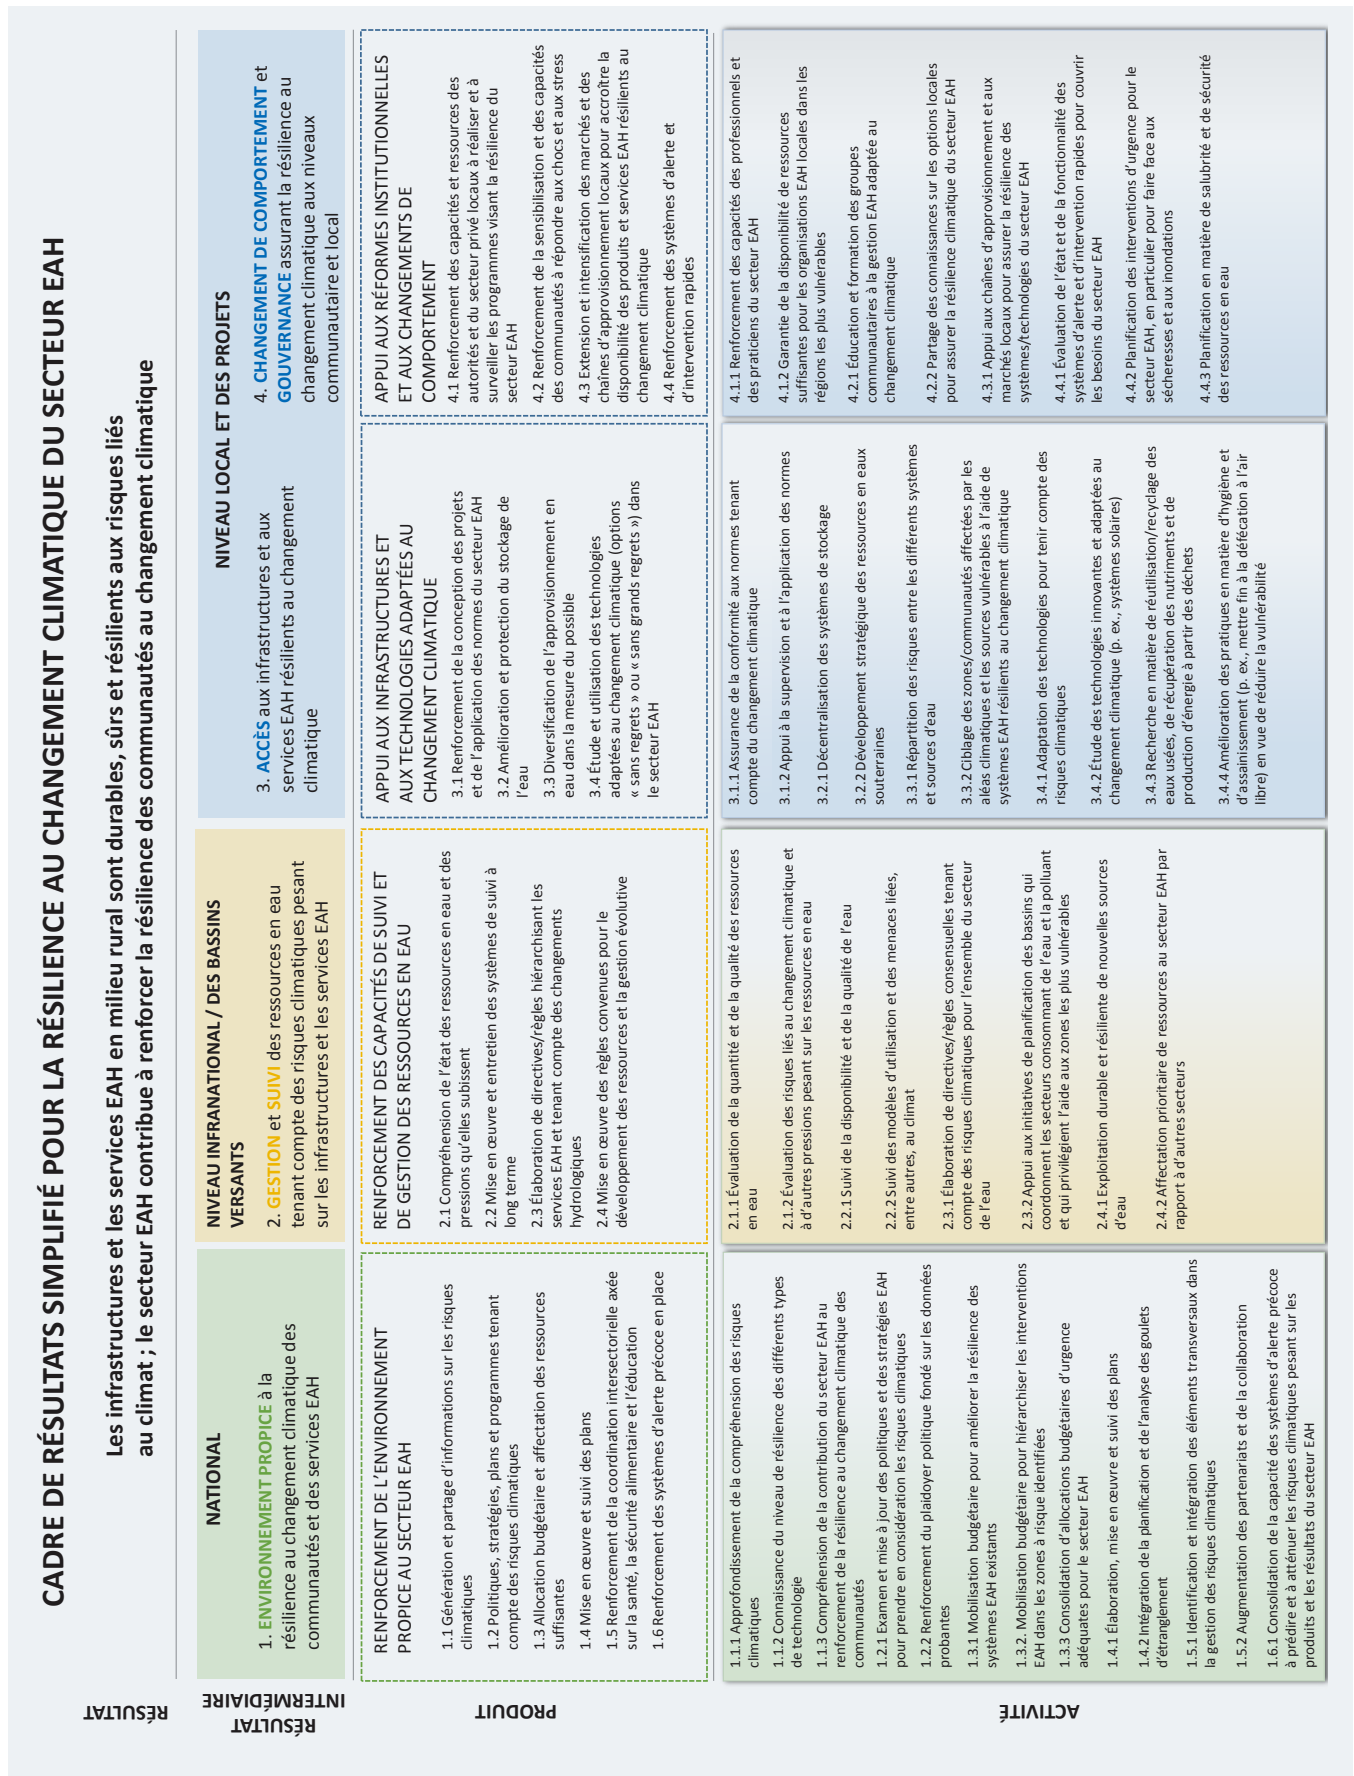 CADRE DE RÉSULTATS SIMPLIFIÉ POUR LA RÉSILIENCE AU CHANGEMENT CLIMATIQUE DU SECTEUR EAH
RÉSULTAT
Les infrastructures et les services EAH en milieu rural sont durables, sûrs et résilients aux risques liés
au climat ; le secteur EAH contribue à renforcer la résilience des communautés au changement climatique
RÉSULTAT
INTERMÉDIAIRE
NATIONAL
1. ENVIRONNEMENT PROPICE à la
résilience au changement climatique des
communautés et des services EAH
NIVEAU INFRANATIONAL / DES BASSINS
VERSANTS
2. GESTION et SUIVI des ressources en eau
tenant compte des risques climatiques pesant
sur les infrastructures et les services EAH
NIVEAU LOCAL ET DES PROJETS
3. ACCÈS aux infrastructures et aux
services EAH résilients au changement
climatique
4. CHANGEMENT DE COMPORTEMENT et
GOUVERNANCE assurant la résilience au
changement climatique aux niveaux
communautaire et local
PRODUIT
RENFORCEMENT DE L'ENVIRONNEMENT
PROPICE AU SECTEUR EAH
1.1 Génération et partage d'informations sur les risques
climatiques
1.2 Politiques, stratégies, plans et programmes tenant
compte des risques climatiques
1.3 Allocation budgétaire et affectation des ressources
suffisantes
1.4 Mise en œuvre et suivi des plans
1.5 Renforcement de la coordination intersectorielle axée
sur la santé, la sécurité alimentaire et l'éducation
1.6 Renforcement des systèmes d'alerte précoce en place
RENFORCEMENT DES CAPACITÉS DE SUIVI ET
DE GESTION DES RESSOURCES EN EAU
2.1 Compréhension de l'état des ressources en eau et des
pressions qu'elles subissent
2.2 Mise en œuvre et entretien des systèmes de suivi à
long terme
2.3 Élaboration de directives/règles hiérarchisant les
services EAH et tenant compte des changements
hydrologiques
2.4 Mise en œuvre des règles convenues pour le
développement des ressources et la gestion évolutive
APPUI AUX INFRASTRUCTURES ET
AUX TECHNOLOGIES ADAPTÉES AU
CHANGEMENT CLIMATIQUE
3.1 Renforcement de la conception des projets
et de l'application des normes du secteur EAH
3.2 Amélioration et protection du stockage de
l'eau
3.3 Diversification de l'approvisionnement en
eau dans la mesure du possible
3.4 Étude et utilisation des technologies
adaptées au changement climatique (options
« sans regrets » ou « sans grands regrets ») dans
le secteur EAH
APPUI AUX RÉFORMES INSTITUTIONNELLES
ET AUX CHANGEMENTS DE
COMPORTEMENT
4.1 Renforcement des capacités et ressources des
autorités et du secteur privé locaux à réaliser et à
surveiller les programmes visant la résilience du
secteur EAH
4.2 Renforcement de la sensibilisation et des capacités
des communautés à répondre aux chocs et aux stress
4.3 Extension et intensification des marchés et des
chaînes d'approvisionnement locaux pour accroître la
disponibilité des produits et services EAH résilients au
changement climatique
4.4 Renforcement des systèmes d'alerte et
d'intervention rapides
ACTIVITÉ
1.1.1 Approfondissement de la compréhension des risques
climatiques
1.1.2 Connaissance du niveau de résilience des différents types
de technologie
1.1.3 Compréhension de la contribution du secteur EAH au
renforcement de la résilience au changement climatique des
communautés
1.2.1 Examen et mise à jour des politiques et des stratégies EAH
pour prendre en considération les risques climatiques
1.2.2 Renforcement du plaidoyer politique fondé sur les données
probantes
1.3.1 Mobilisation budgétaire pour améliorer la résilience des
systèmes EAH existants
1.3.2. Mobilisation budgétaire pour hiérarchiser les interventions
EAH dans les zones à risque identifiées
1.3.3 Consolidation d'allocations budgétaires d'urgence
adéquates pour le secteur EAH
1.4.1 Élaboration, mise en œuvre et suivi des plans
1.4.2 Intégration de la planification et de l'analyse des goulets
d'étranglement
1.5.1 Identification et intégration des éléments transversaux dans
la gestion des risques climatiques
1.5.2 Augmentation des partenariats et de la collaboration
1.6.1 Consolidation de la capacité des systèmes d'alerte précoce
à prédire et à atténuer les risques climatiques pesant sur les
produits et les résultats du secteur EAH
2.1.1 Évaluation de la quantité et de la qualité des ressources
en eau
2.1.2 Évaluation des risques liés au changement climatique et
à d'autres pressions pesant sur les ressources en eau
2.2.1 Suivi de la disponibilité et de la qualité de l'eau
2.2.2 Suivi des modèles d'utilisation et des menaces liées,
entre autres, au climat
2.3.1 Élaboration de directives/règles consensuelles tenant
compte des risques climatiques pour l'ensemble du secteur
de l'eau
2.3.2 Appui aux initiatives de planification des bassins qui
coordonnent les secteurs consommant de l'eau et la polluant
et qui privilégient l'aide aux zones les plus vulnérables
2.4.1 Exploitation durable et résiliente de nouvelles sources
d'eau
2.4.2 Affectation prioritaire de ressources au secteur EAH par
rapport à d'autres secteurs
3.1.1 Assurance de la conformité aux normes tenant
compte du changement climatique
3.1.2 Appui à la supervision et à l'application des normes
3.2.1 Décentralisation des systèmes de stockage
3.2.2 Développement stratégique des ressources en eaux
souterraines
3.3.1 Répartition des risques entre les différents systèmes
et sources d'eau
3.3.2 Ciblage des zones/communautés affectées par les
aléas climatiques et les sources vulnérables à l'aide de
systèmes EAH résilients au changement climatique
3.4.1 Adaptation des technologies pour tenir compte des
risques climatiques
3.4.2 Étude des technologies innovantes et adaptées au
changement climatique (p. ex., systèmes solaires)
3.4.3 Recherche en matière de réutilisation/recyclage des
eaux usées, de récupération des nutriments et de
production d'énergie à partir des déchets
3.4.4 Amélioration des pratiques en matière d'hygiène et
d'assainissement (p. ex., mettre fin à la défécation à l'air
libre) en vue de réduire la vulnérabilité
4.1.1 Renforcement des capacités des professionnels et
des praticiens du secteur EAH
4.1.2 Garantie de la disponibilité de ressources
suffisantes pour les organisations EAH locales dans les
régions les plus vulnérables
4.2.1 Éducation et formation des groupes
communautaires à la gestion EAH adaptée au
changement climatique
4.2.2 Partage des connaissances sur les options locales
pour assurer la résilience climatique du secteur EAH
4.3.1 Appui aux chaînes d'approvisionnement et aux
marchés locaux pour assurer la résilience des
systèmes/technologies du secteur EAH
4.4.1 Évaluation de l'état et de la fonctionnalité des
systèmes d'alerte et d'intervention rapides pour couvrir
les besoins du secteur EAH
4.4.2 Planification des interventions d'urgence pour le
secteur EAH, en particulier pour faire face aux
sécheresses et aux inondations
4.4.3 Planification en matière de salubrité et de sécurité
des ressources en eau